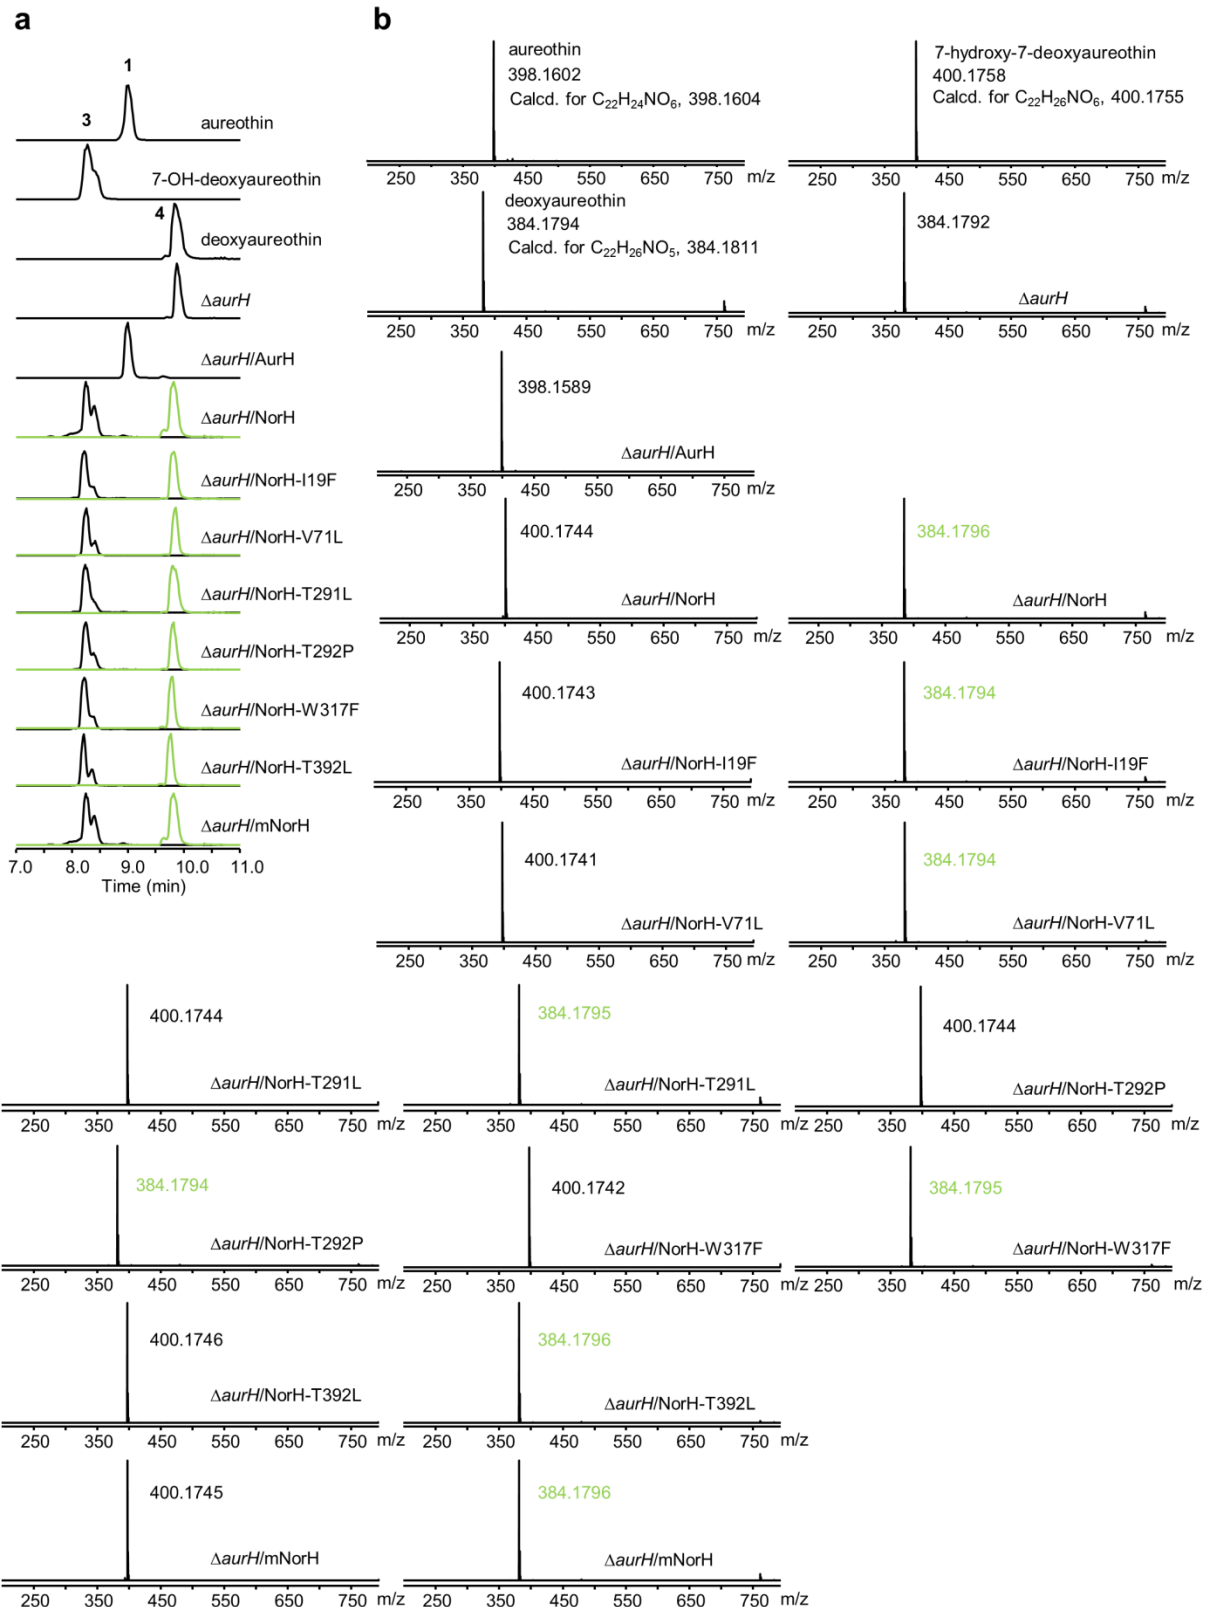 a
1
3
aureothin
7-OH-deoxyaureothin
4
deoxyaureothin
ΔaurH
ΔaurH/AurH
ΔaurH/NorH
ΔaurH/NorH-I19F
ΔaurH/NorH-V71L
ΔaurH/NorH-T291L
ΔaurH/NorH-T292P
ΔaurH/NorH-W317F
ΔaurH/NorH-T392L
ΔaurH/mNorH
7.0 8.0 9.0 10.0 11.0
Time (min)
b
aureothin
398.1602
Calcd. for C₂₂H₂₄NO₆, 398.1604
250 350 450 550 650 750 m/z
7-hydroxy-7-deoxyaureothin
400.1758
Calcd. for C₂₂H₂₆NO₆, 400.1755
250 350 450 550 650 750 m/z
deoxyaureothin
384.1794
Calcd. for C₂₂H₂₆NO₅, 384.1811
250 350 450 550 650 750 m/z
384.1792
ΔaurH
250 350 450 550 650 750 m/z
398.1589
ΔaurH/AurH
250 350 450 550 650 750 m/z
400.1744
ΔaurH/NorH
250 350 450 550 650 750 m/z
384.1796
ΔaurH/NorH
250 350 450 550 650 750 m/z
400.1743
ΔaurH/NorH-I19F
250 350 450 550 650 750 m/z
384.1794
ΔaurH/NorH-I19F
250 350 450 550 650 750 m/z
400.1741
ΔaurH/NorH-V71L
250 350 450 550 650 750 m/z
384.1794
ΔaurH/NorH-V71L
250 350 450 550 650 750 m/z
400.1744
ΔaurH/NorH-T291L
250 350 450 550 650 750 m/z
384.1795
ΔaurH/NorH-T291L
250 350 450 550 650 750 m/z
400.1744
ΔaurH/NorH-T292P
250 350 450 550 650 750 m/z
384.1794
ΔaurH/NorH-T292P
250 350 450 550 650 750 m/z
400.1742
ΔaurH/NorH-W317F
250 350 450 550 650 750 m/z
384.1795
ΔaurH/NorH-W317F
250 350 450 550 650 750 m/z
400.1746
ΔaurH/NorH-T392L
250 350 450 550 650 750 m/z
384.1796
ΔaurH/NorH-T392L
250 350 450 550 650 750 m/z
400.1745
ΔaurH/mNorH
250 350 450 550 650 750 m/z
384.1796
ΔaurH/mNorH
250 350 450 550 650 750 m/z